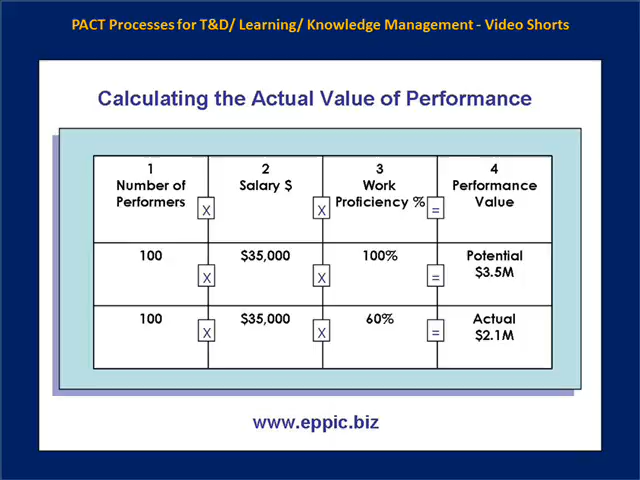 PACT Processes for T&D/ Learning/ Knowledge Management - Video Shorts
Calculating the Actual Value of Performance
1 2 3 4
Number of Salary $ Work Performance
Performers X X Proficiency % = Value
100 $35,000 100% Potential
X X = $3.5M
100 $35,000 60% Actual
X X = $2.1M
www.eppic.biz